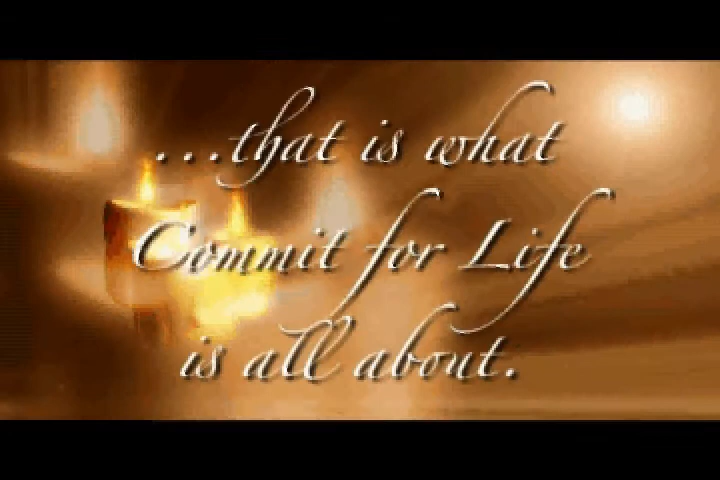 ...that is what
Commit for Life
is all about.